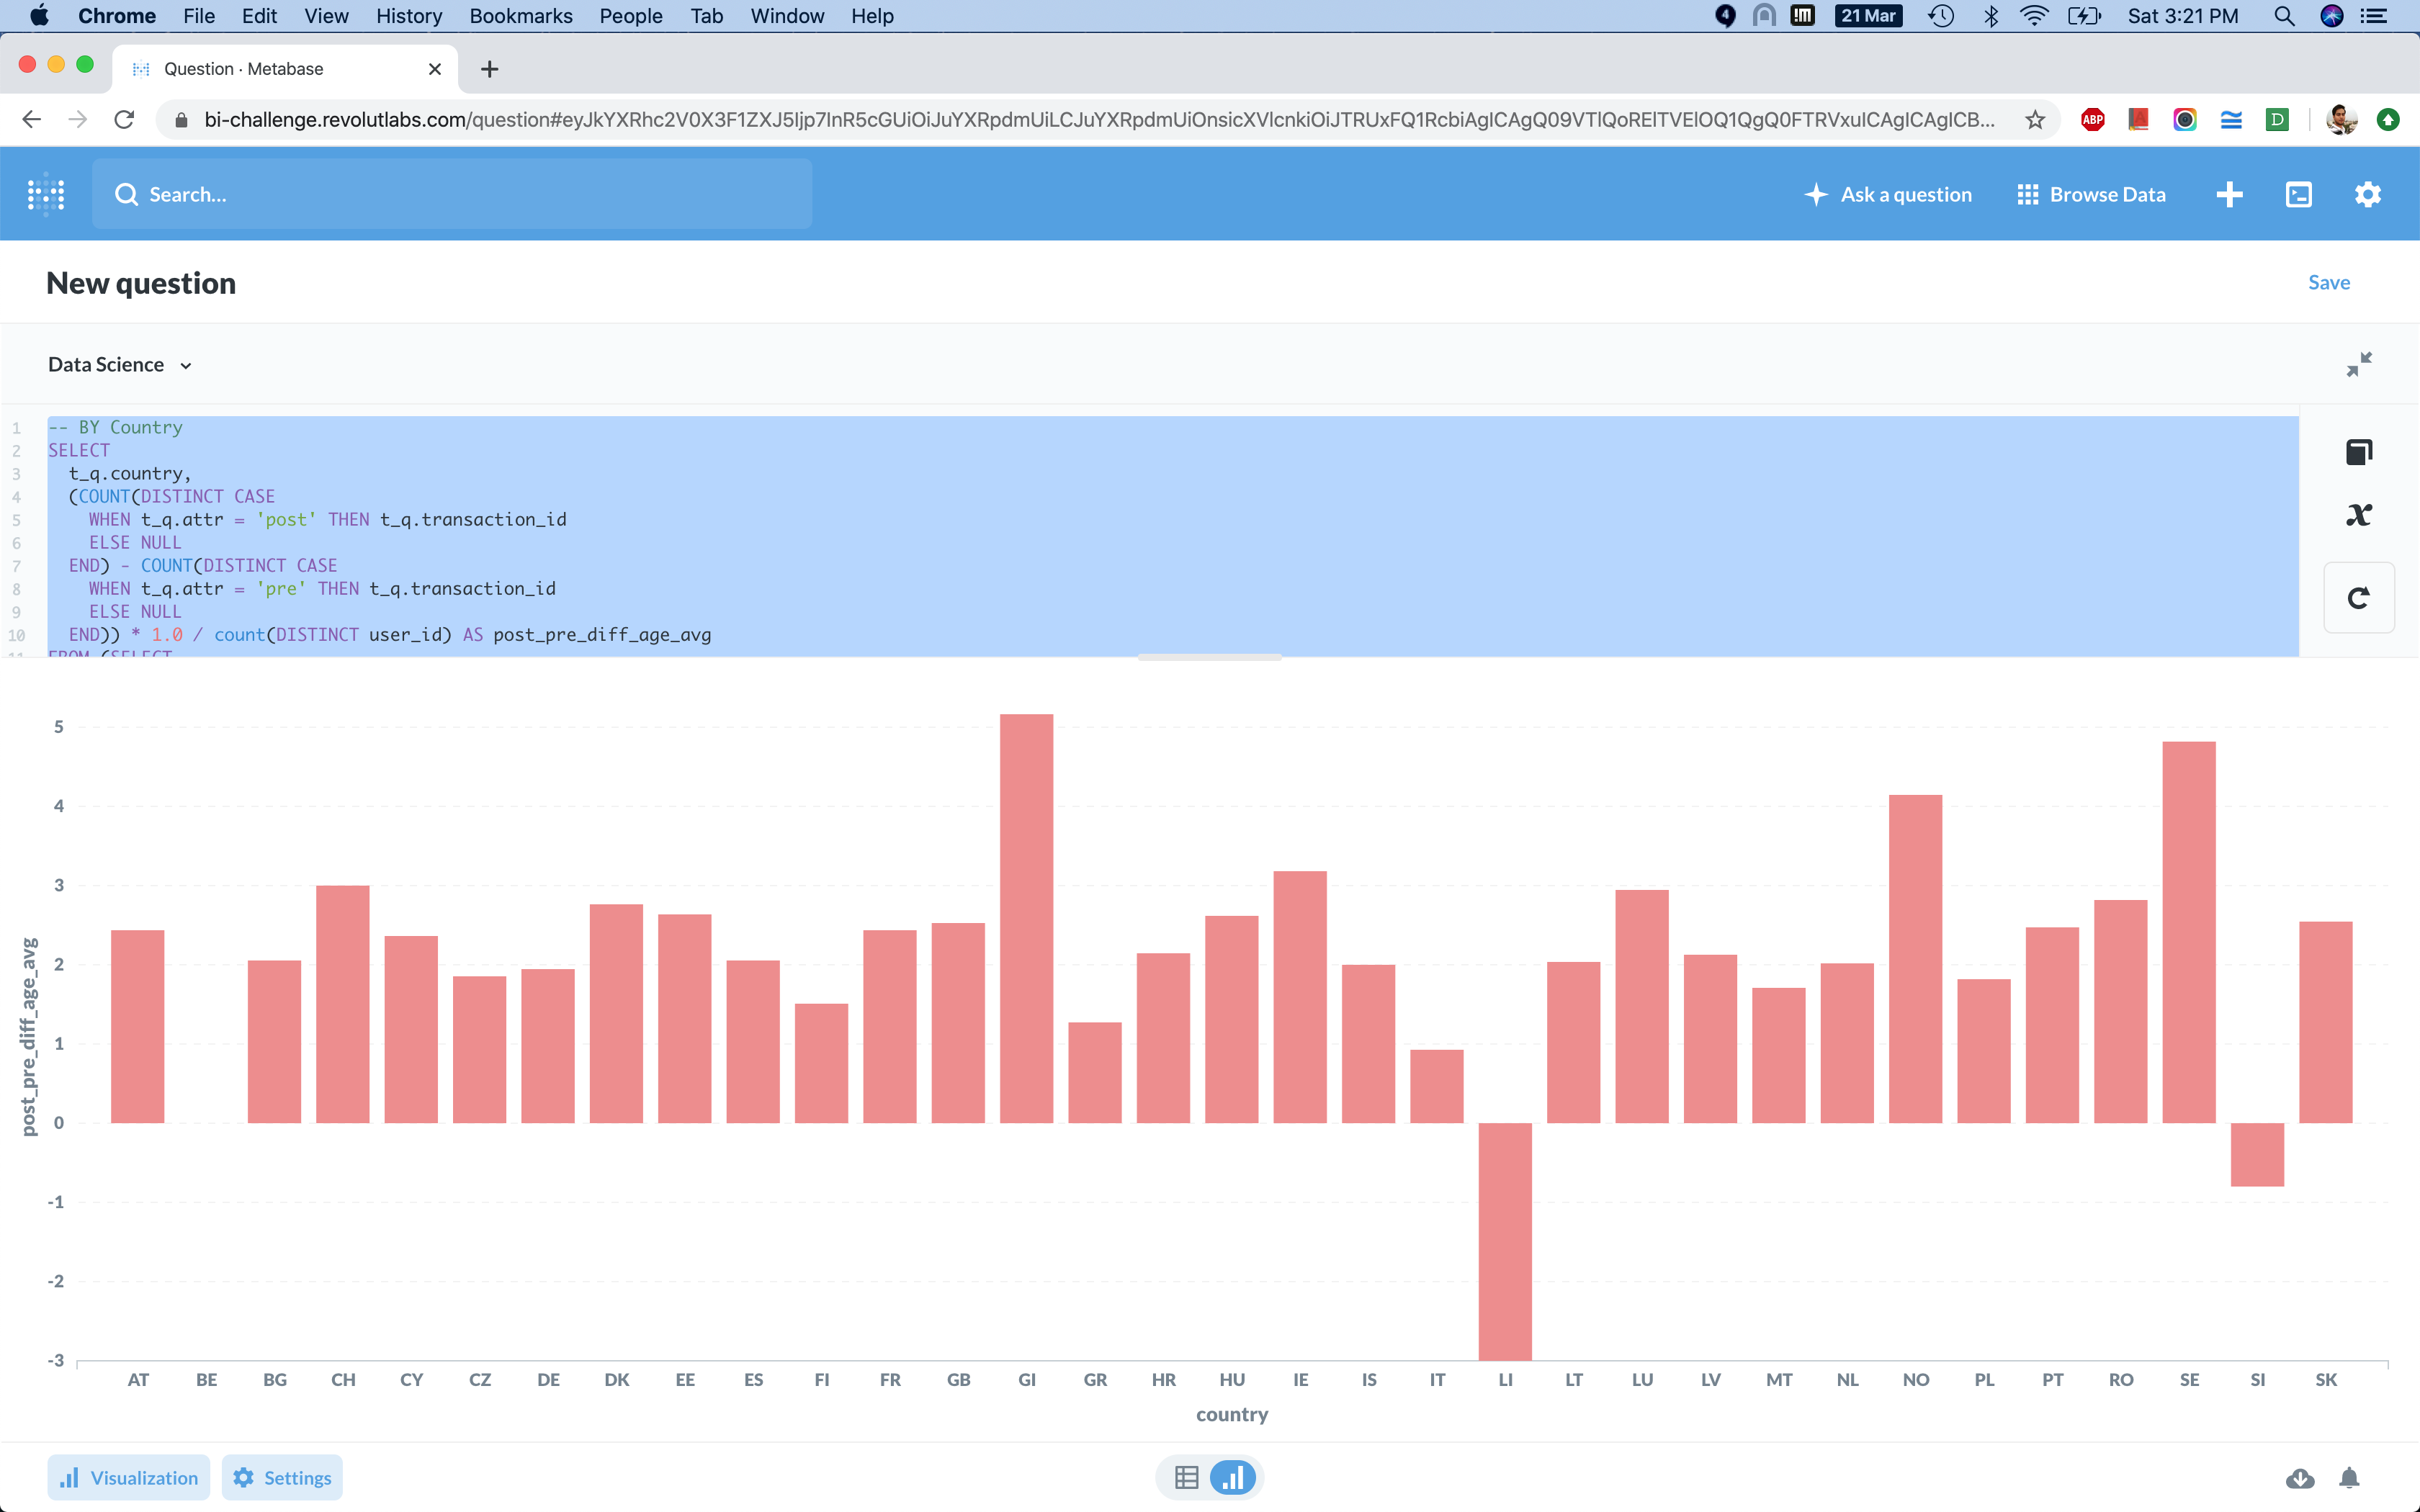 Chrome File Edit View History Bookmarks People Tab Window Help 4 21 Mar Sat 3:21 PM
Question · Metabase
bi-challenge.revolutlabs.com/question# ABP D
Search... Ask a question Browse Data
New question Save
Data Science
1 -- BY Country
2 SELECT
3 t_q.country,
4 (COUNT(DISTINCT CASE
5 WHEN t_q.attr = 'post' THEN t_q.transaction_id
6 ELSE NULL
7 END) - COUNT(DISTINCT CASE
8 WHEN t_q.attr = 'pre' THEN t_q.transaction_id
9 ELSE NULL
10 END)) * 1.0 / count(DISTINCT user_id) AS post_pre_diff_age_avg
11 FROM (SELECT
x
post_pre_diff_age_avg
5
4
3
2
1
0
-1
-2
-3
AT BE BG CH CY CZ DE DK EE ES FI FR GB GI GR HR HU IE IS IT LI LT LU LV MT NL NO PL PT RO SE SI SK
country
Visualization Settings